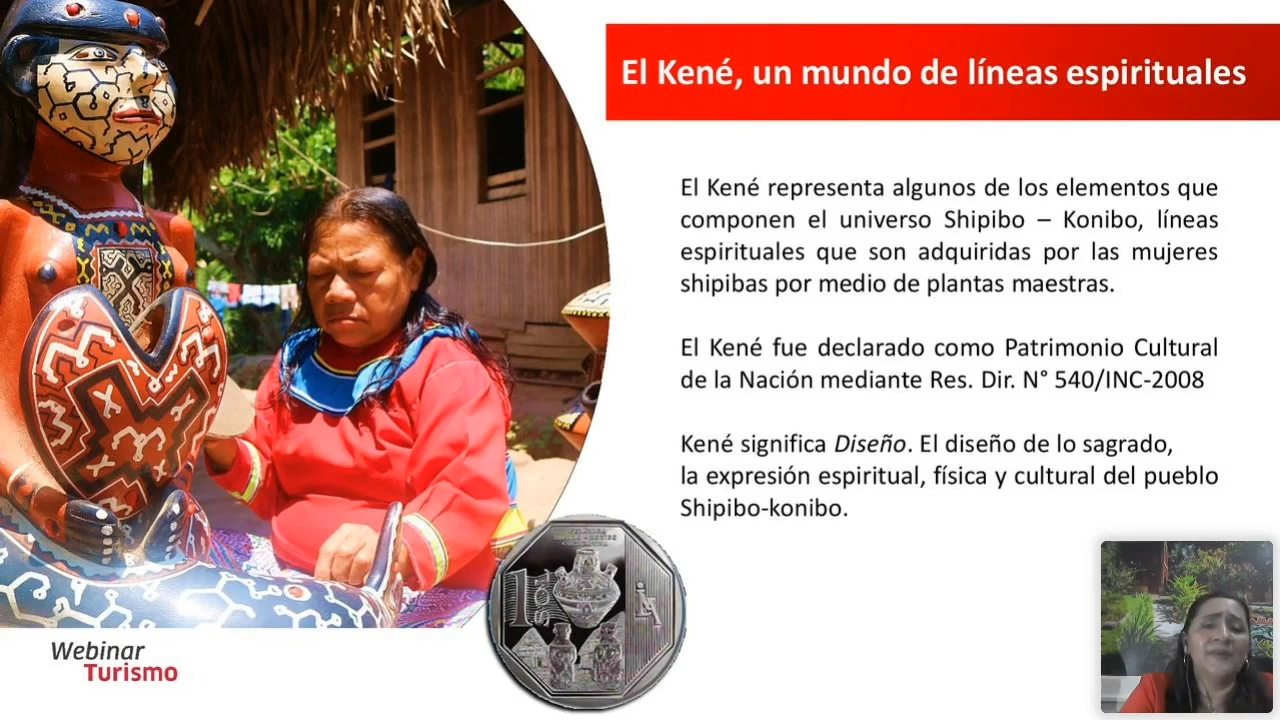 El Kené, un mundo de líneas espirituales
El Kené representa algunos de los elementos que
componen el universo Shipibo – Konibo, líneas
espirituales que son adquiridas por las mujeres
shipibas por medio de plantas maestras.
El Kené fue declarado como Patrimonio Cultural
de la Nación mediante Res. Dir. N° 540/INC-2008
Kené significa Diseño. El diseño de lo sagrado,
la expresión espiritual, física y cultural del pueblo
Shipibo-konibo.
1
Webinar
Turismo